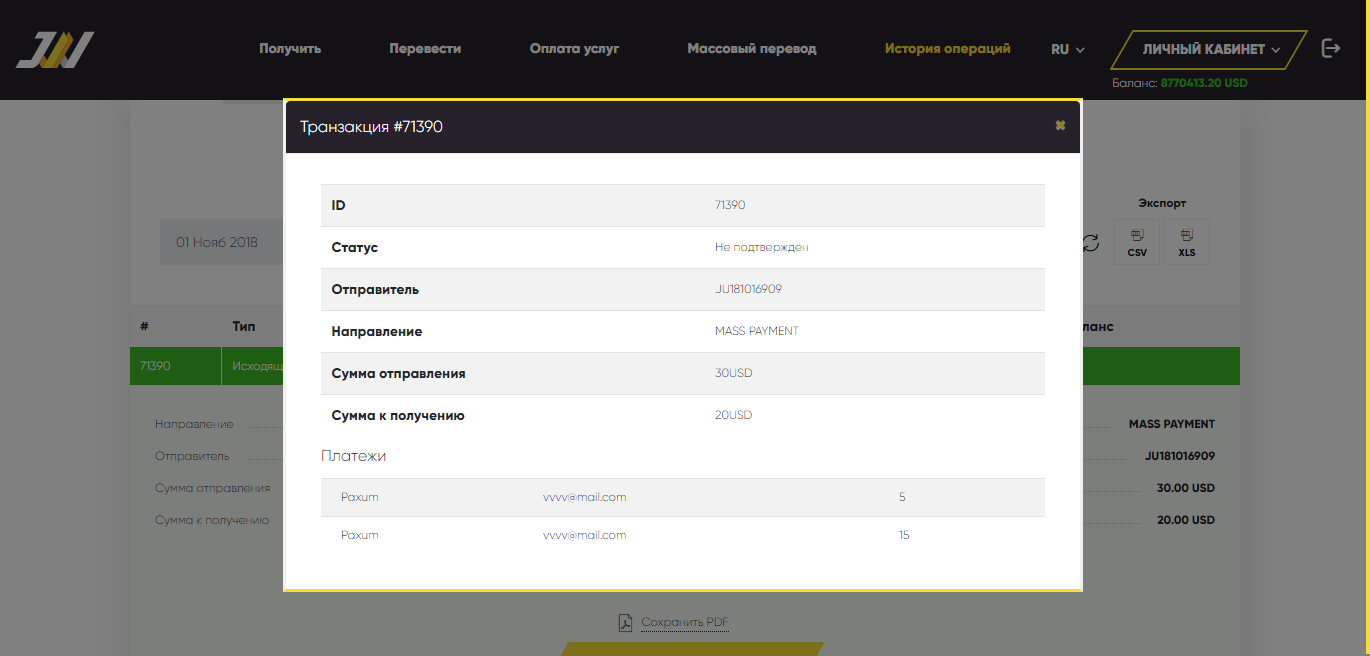 Получить Перевести Оплата услуг Массовый перевод История операций RU ЛИЧНЫЙ КАБИНЕТ
Баланс: 8770413.20 USD
Транзакция #71390
ID 71390
Статус Не подтвержден
Отправитель JU181016909
Направление MASS PAYMENT
Сумма отправления 30USD
Сумма к получению 20USD
Платежи
Paxum vvvv@mail.com 5
Paxum vvvv@mail.com 15
Экспорт
01 Нояб 2018
CSV XLS
# Тип
71390
Направление MASS PAYMENT
Отправитель JU181016909
Сумма отправления 30.00 USD
Сумма к получению 20.00 USD
Сохранить PDF